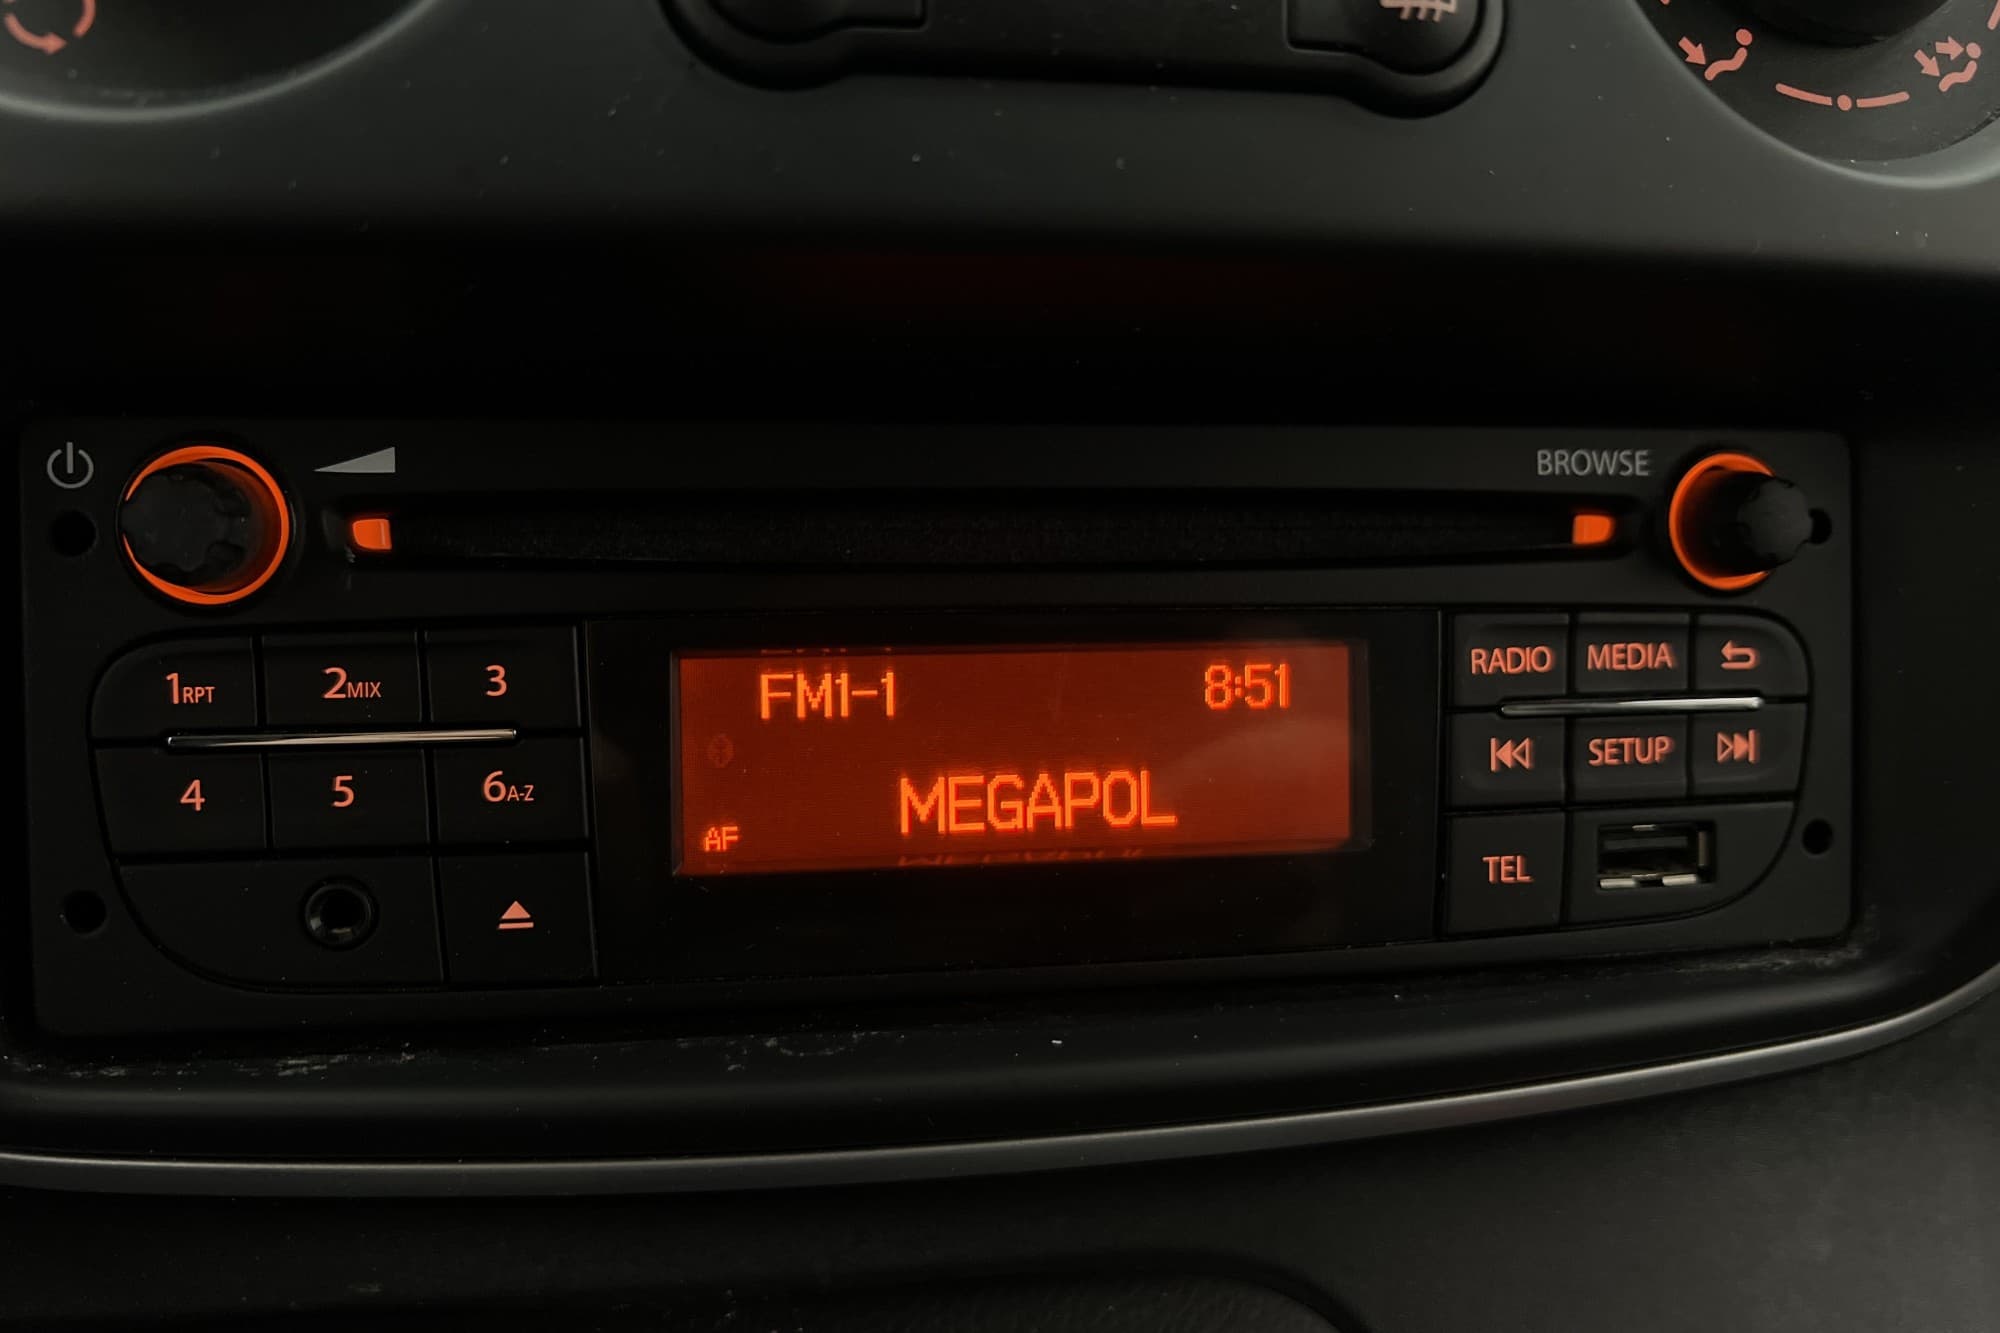 BROWSE
1RPT 2MIX 3
4 5 6A-Z
FM1-1 8:51
MEGAPOL
AF
RADIO MEDIA
SETUP
TEL